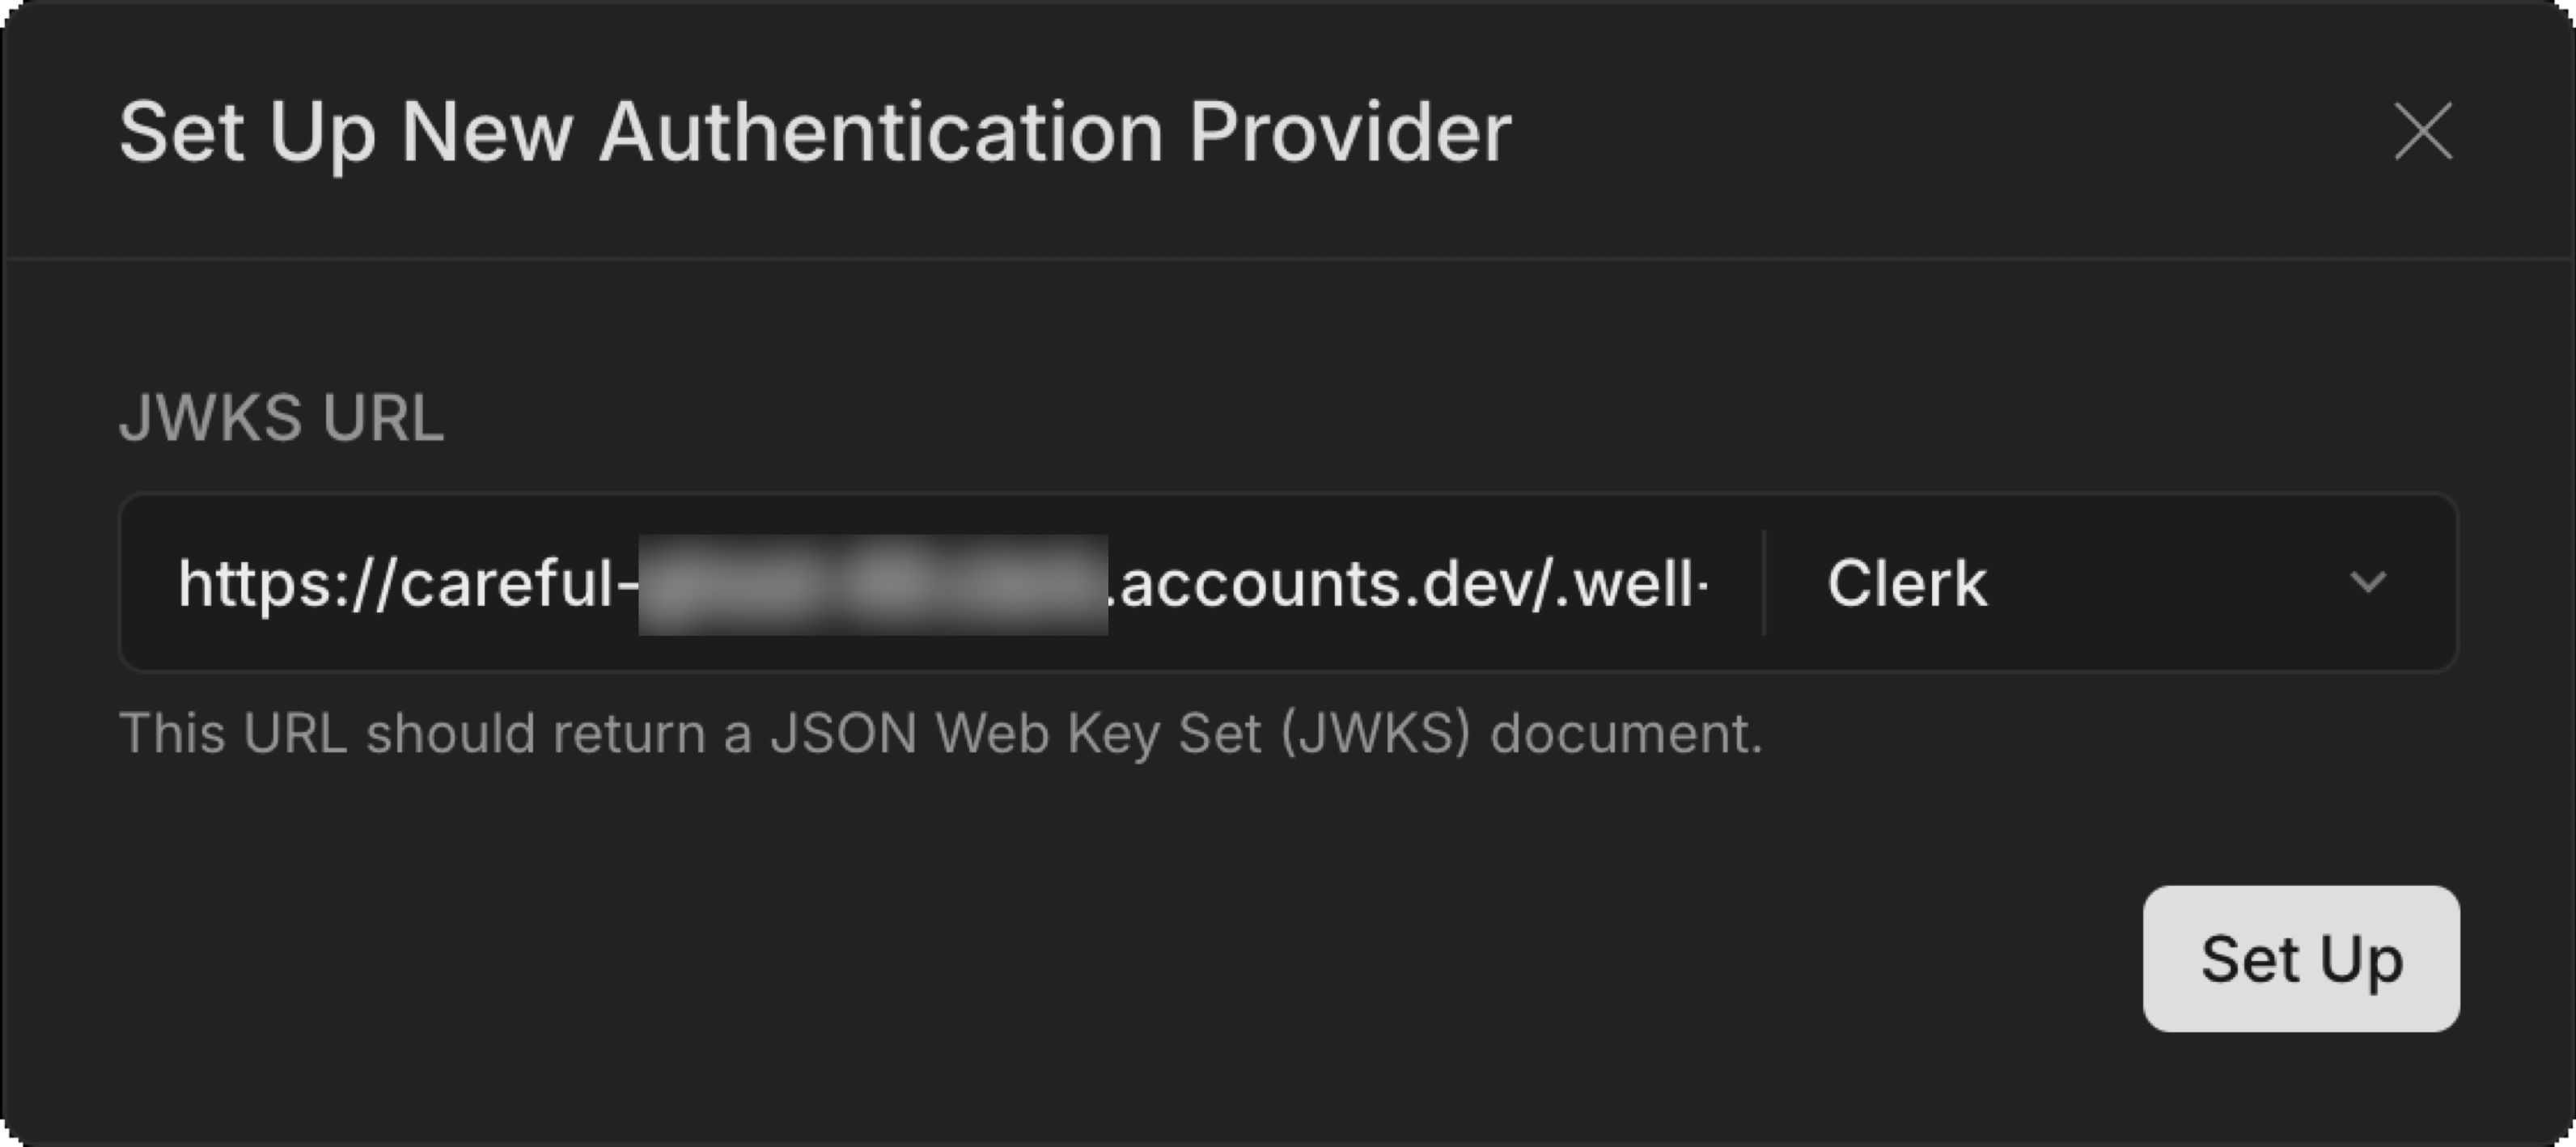 Set Up New Authentication Provider
JWKS URL
https://careful-.accounts.dev/.well- Clerk
This URL should return a JSON Web Key Set (JWKS) document.
Set Up